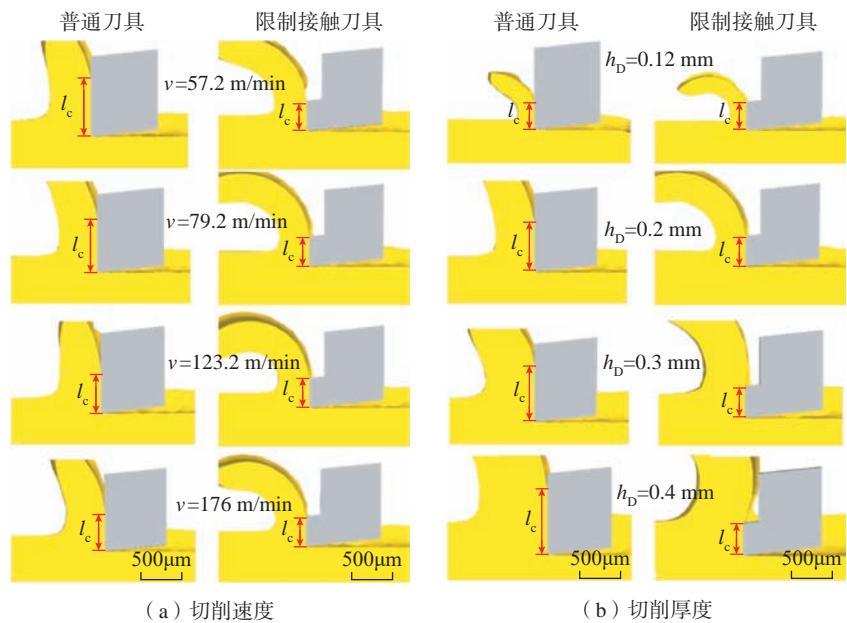 普通刀具 限制接触刀具 普通刀具 限制接触刀具
v=57.2 m/min
lc lc
v=79.2 m/min
lc lc
v=123.2 m/min
lc lc
v=176 m/min
lc lc
500μm 500μm
hD=0.12 mm
lc lc
hD=0.2 mm
lc lc
hD=0.3 mm
lc lc
hD=0.4 mm
lc lc
500μm 500μm
（a）切削速度 （b）切削厚度